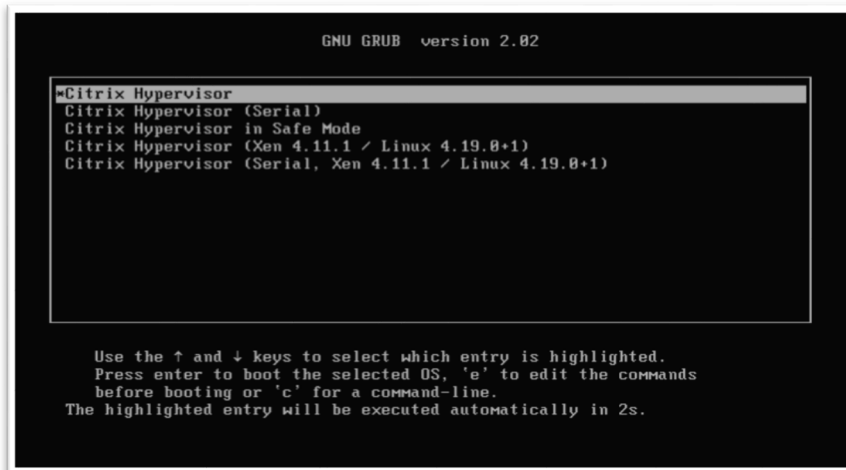 GNU GRUB version 2.02
*Citrix Hypervisor
Citrix Hypervisor (Serial)
Citrix Hypervisor in Safe Mode
Citrix Hypervisor (Xen 4.11.1 / Linux 4.19.0+1)
Citrix Hypervisor (Serial, Xen 4.11.1 / Linux 4.19.0+1)
Use the ↑ and ↓ keys to select which entry is highlighted.
Press enter to boot the selected OS, 'e' to edit the commands
before booting or 'c' for a command-line.
The highlighted entry will be executed automatically in 2s.